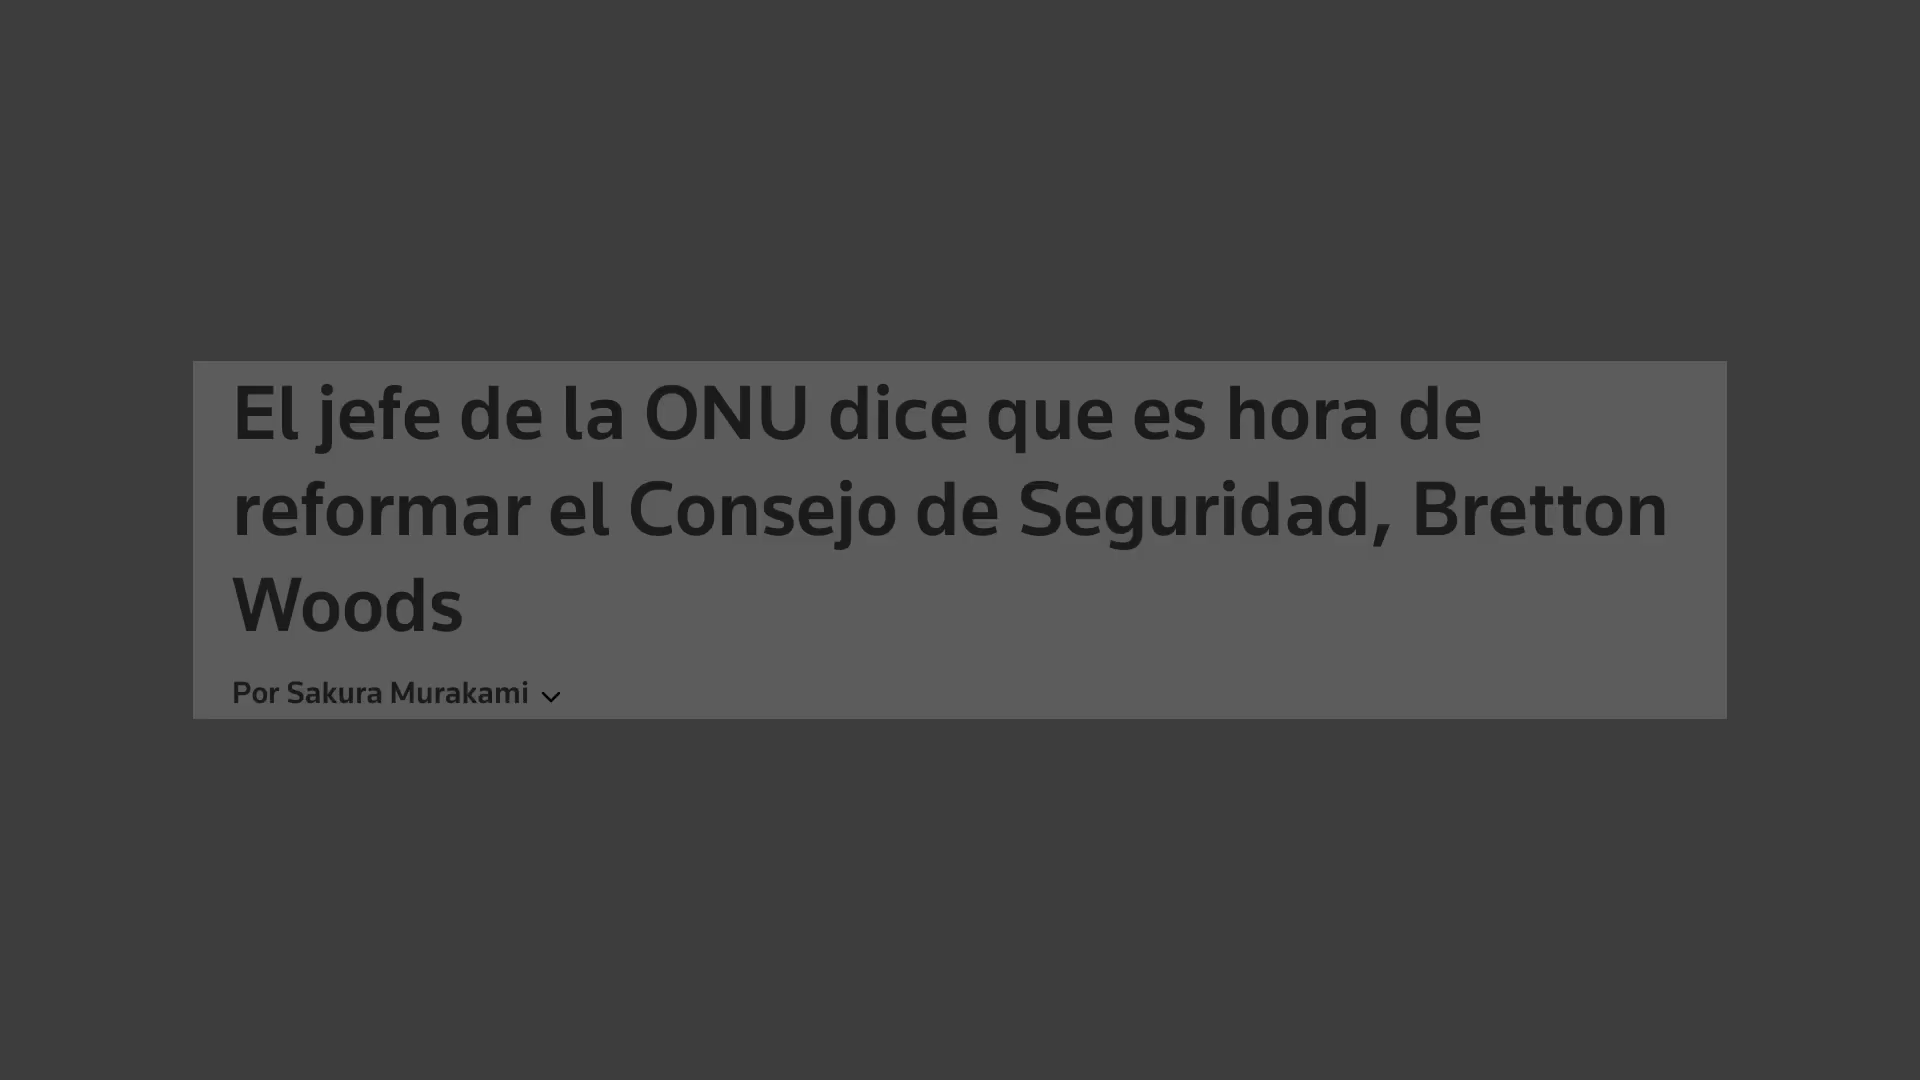 El jefe de la ONU dice que es hora de
reformar el Consejo de Seguridad, Bretton
Woods
Por Sakura Murakami